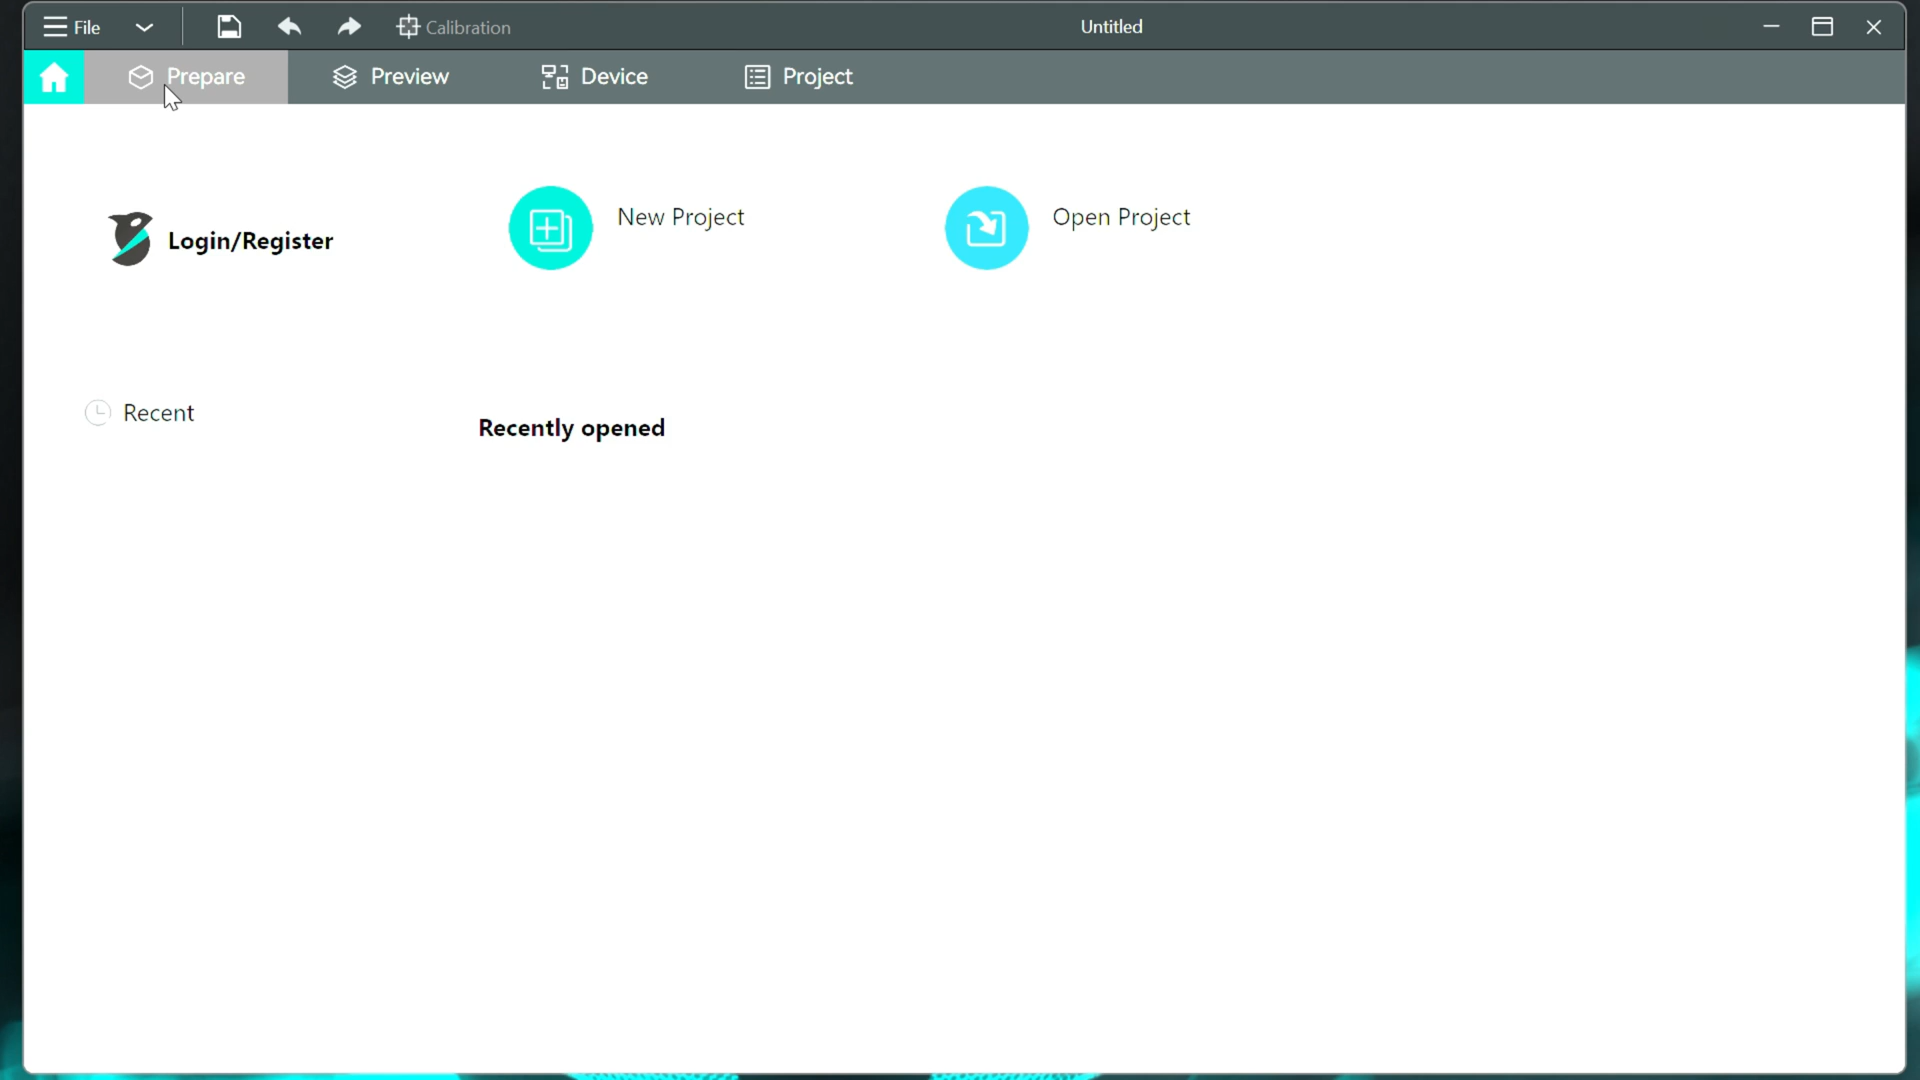 File
Calibration
Untitled
Prepare
Preview
Device
Project
Login/Register
New Project
Open Project
Recent
Recently opened